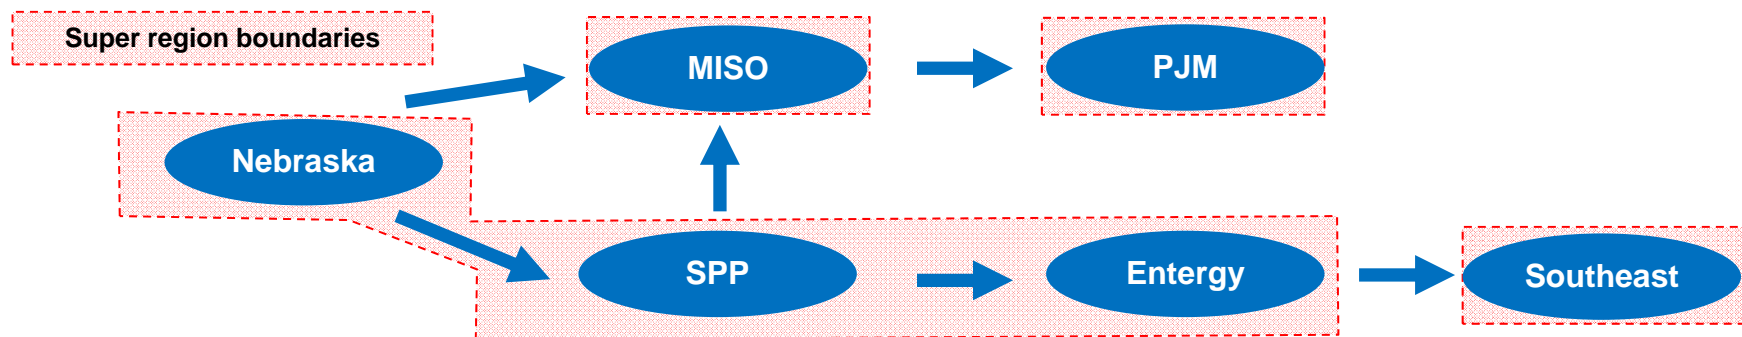 Super region boundaries
MISO
PJM
Nebraska
SPP
Entergy
Southeast